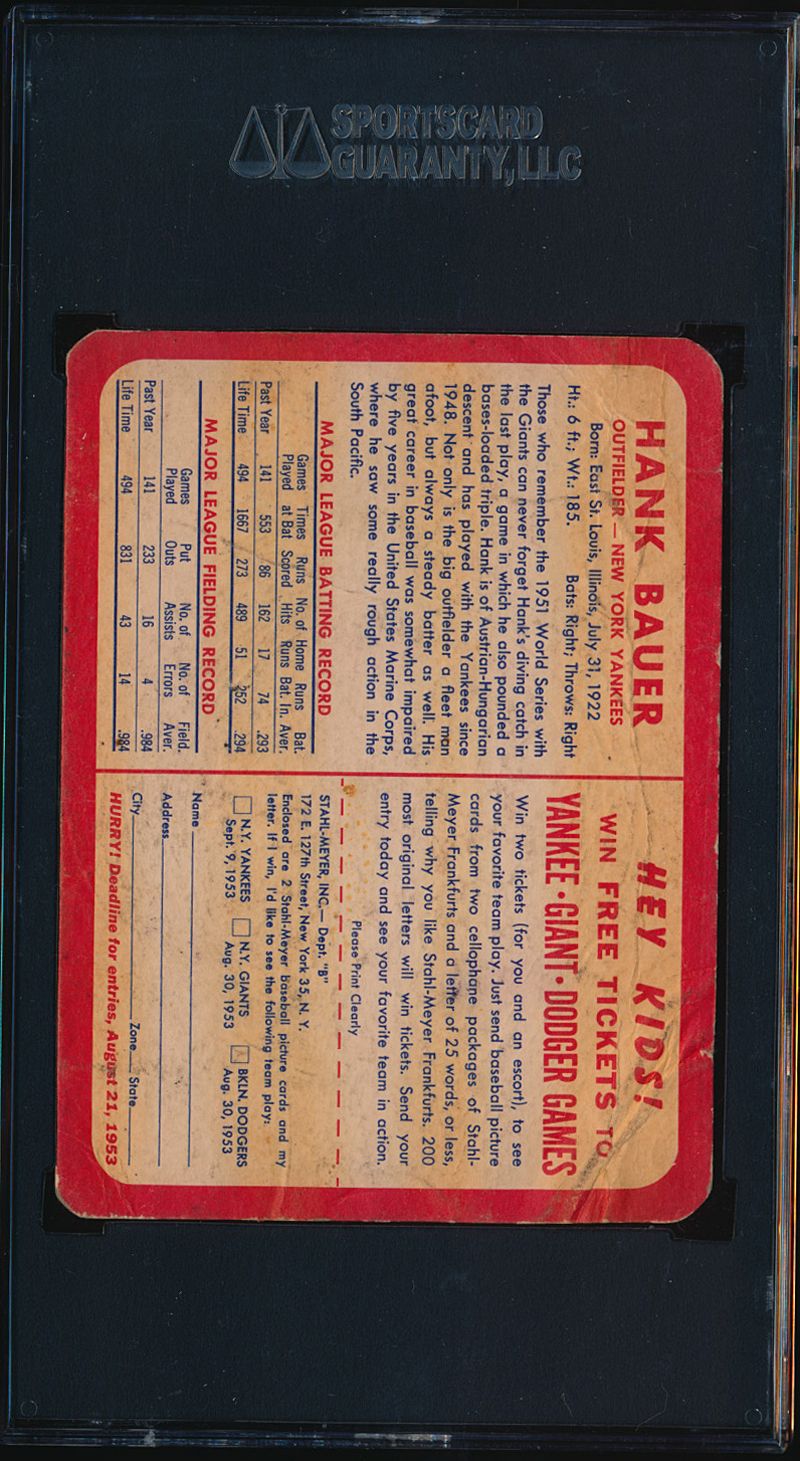 SPORTSCARD
GUARANTY, LLC
HANK BAUER
OUTFIELDER — NEW YORK YANKEES
Born: East St. Louis, Illinois, July 31, 1922
Ht.: 6 ft.; Wt.: 185. Bats: Right; Throws: Right
Those who remember the 1951 World Series with
the Giants can never forget Hank's diving catch in
the last play, a game in which he also pounded a
bases-loaded triple. Hank is of Austrian-Hungarian
descent and has played with the Yankees since
1948. Not only is the big outfielder a fleet man
afoot, but always a steady batter as well. His
great career in baseball was somewhat impaired
by five years in the United States Marine Corps,
where he saw some really rough action in the
South Pacific.
MAJOR LEAGUE BATTING RECORD
Games Times Runs No. of Home Runs Bat.
Played at Bat Scored Hits Runs Bat. In. Aver.
Past Year 141 553 86 162 17 74 .293
Life Time 494 1667 273 489 51 252 .294
MAJOR LEAGUE FIELDING RECORD
Games Put No. of No. of Field.
Played Outs Assists Errors Aver.
Past Year 141 233 16 4 .984
Life Time 494 831 43 14 .984
HEY KIDS!
WIN FREE TICKETS TO
YANKEE • GIANT • DODGER GAMES
Win two tickets (for you and an escort), to see
your favorite team play. Just send baseball picture
cards from two cellophane packages of Stahl-
Meyer Frankfurts and a letter of 25 words, or less,
telling why you like Stahl-Meyer Frankfurts. 200
most original letters will win tickets. Send your
entry today and see your favorite team in action.
Please Print Clearly
STAHL-MEYER, INC.— Dept. "B"
172 E. 127th Street, New York 35, N. Y.
Enclosed are 2 Stahl-Meyer baseball picture cards and my
letter. If I win, I'd like to see the following team play:
N.Y. YANKEES N.Y. GIANTS BKLN. DODGERS
Sept. 9, 1953 Aug. 30, 1953 Aug. 30, 1953
Name
Address
City Zone State
HURRY! Deadline for entries, August 21, 1953